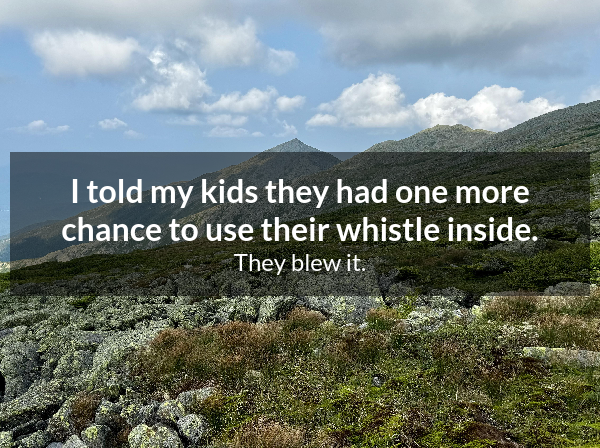 I told my kids they had one more
chance to use their whistle inside.
They blew it.